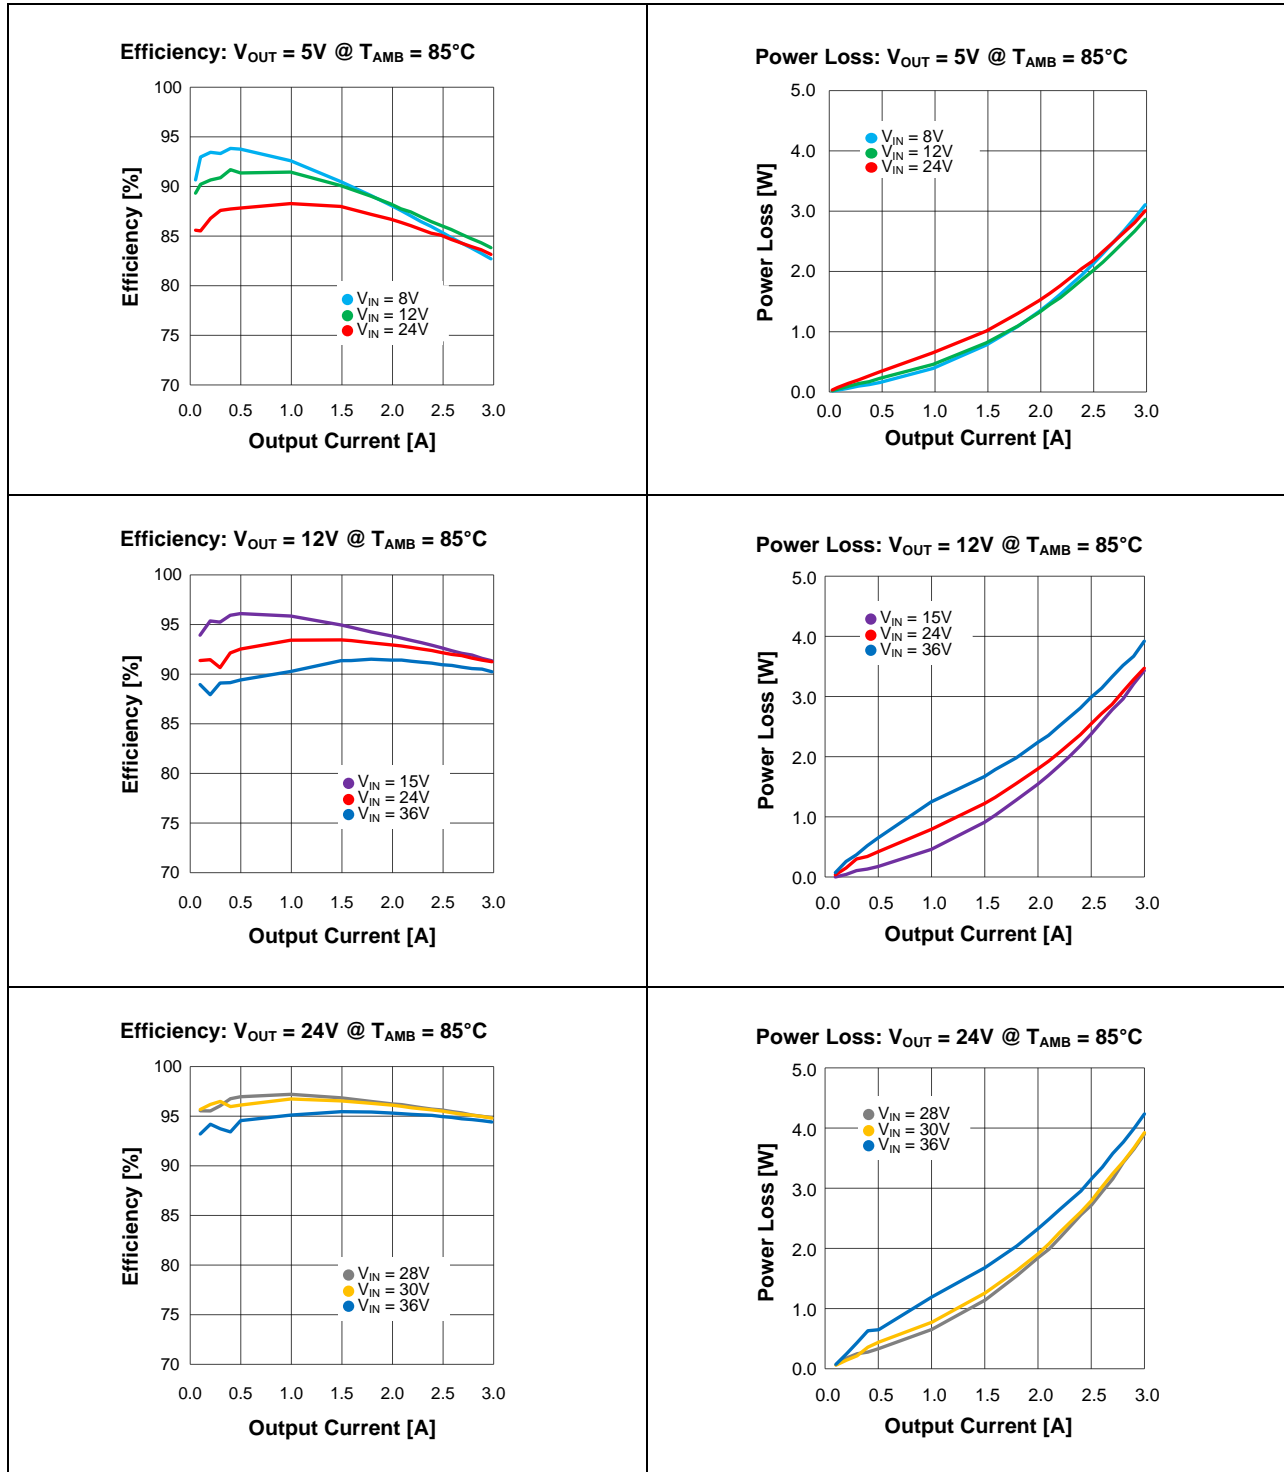 Efficiency: VOUT = 5V @ TAMB = 85°C
100
95
90
85
80
75
70
Efficiency [%]
VIN = 8V
VIN = 12V
VIN = 24V
0.0 0.5 1.0 1.5 2.0 2.5 3.0
Output Current [A]
Power Loss: VOUT = 5V @ TAMB = 85°C
5.0
4.0
3.0
2.0
1.0
0.0
Power Loss [W]
VIN = 8V
VIN = 12V
VIN = 24V
0.0 0.5 1.0 1.5 2.0 2.5 3.0
Output Current [A]
Efficiency: VOUT = 12V @ TAMB = 85°C
100
95
90
85
80
75
70
Efficiency [%]
VIN = 15V
VIN = 24V
VIN = 36V
0.0 0.5 1.0 1.5 2.0 2.5 3.0
Output Current [A]
Power Loss: VOUT = 12V @ TAMB = 85°C
5.0
4.0
3.0
2.0
1.0
0.0
Power Loss [W]
VIN = 15V
VIN = 24V
VIN = 36V
0.0 0.5 1.0 1.5 2.0 2.5 3.0
Output Current [A]
Efficiency: VOUT = 24V @ TAMB = 85°C
100
95
90
85
80
75
70
Efficiency [%]
VIN = 28V
VIN = 30V
VIN = 36V
0.0 0.5 1.0 1.5 2.0 2.5 3.0
Output Current [A]
Power Loss: VOUT = 24V @ TAMB = 85°C
5.0
4.0
3.0
2.0
1.0
0.0
Power Loss [W]
VIN = 28V
VIN = 30V
VIN = 36V
0.0 0.5 1.0 1.5 2.0 2.5 3.0
Output Current [A]